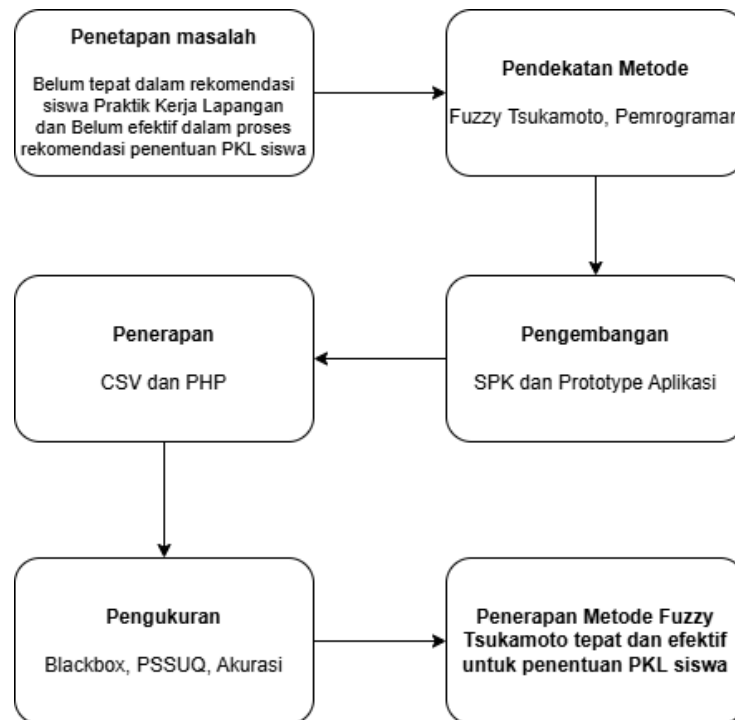 Penetapan masalah
Belum tepat dalam rekomendasi
siswa Praktik Kerja Lapangan
dan Belum efektif dalam proses
rekomendasi penentuan PKL siswa
Pendekatan Metode
Fuzzy Tsukamoto, Pemrograman
Pengembangan
SPK dan Prototype Aplikasi
Penerapan
CSV dan PHP
Pengukuran
Blackbox, PSSUQ, Akurasi
Penerapan Metode Fuzzy
Tsukamoto tepat dan efektif
untuk penentuan PKL siswa